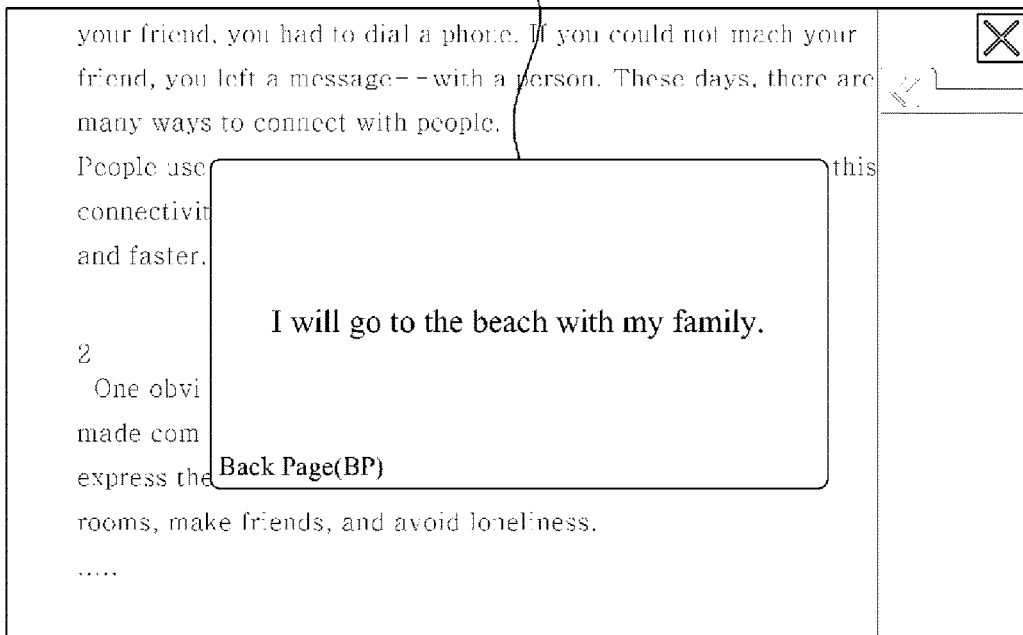 your friend, you had to dial a phone. If you could not mach your
friend, you left a message--with a person. These days, there are
many ways to connect with people.
People use this
connectivit
and faster.
I will go to the beach with my family.
2
One obvi
made com
express the
Back Page(BP)
rooms, make friends, and avoid loneliness.
.....